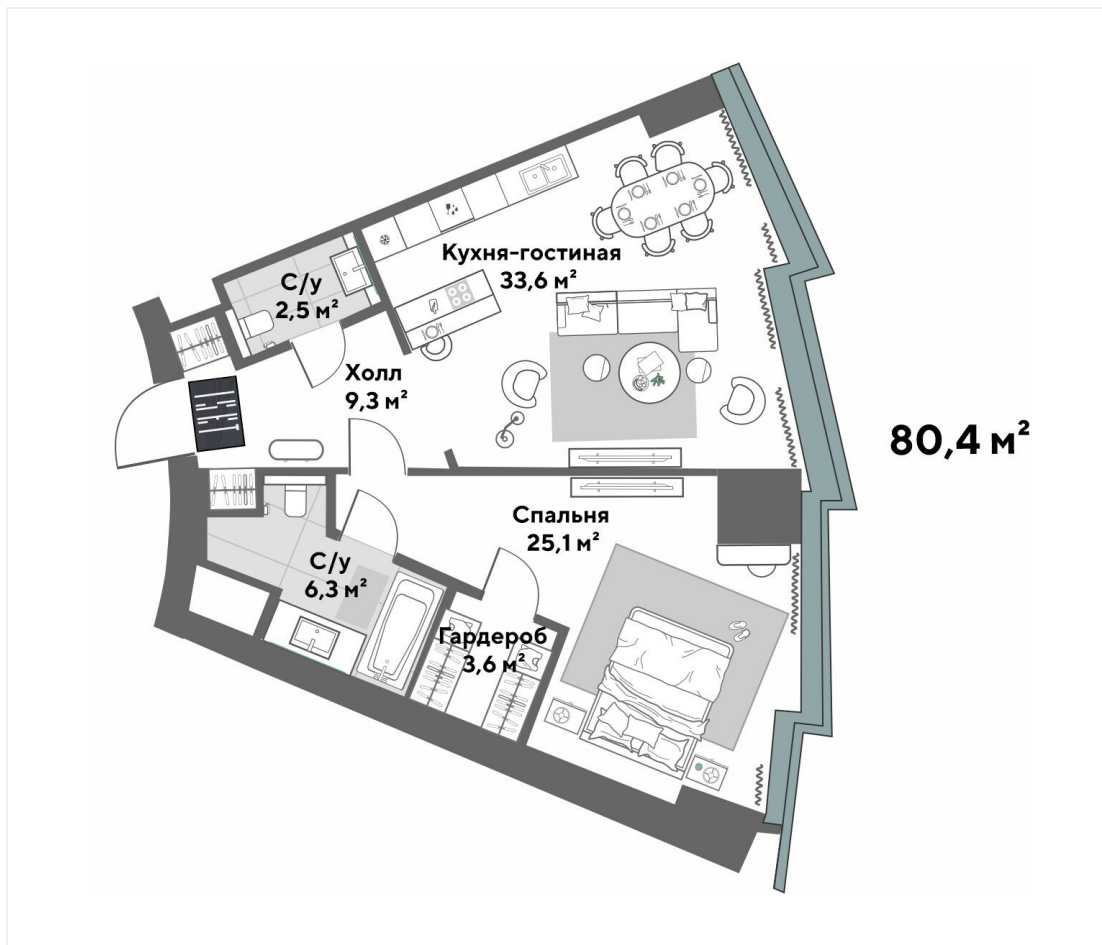 Кухня-гостиная
33,6 м²
С/у
2,5 м²
Холл
9,3 м²
80,4 м²
Спальня
25,1 м²
С/у
6,3 м²
Гардероб
3,6 м²